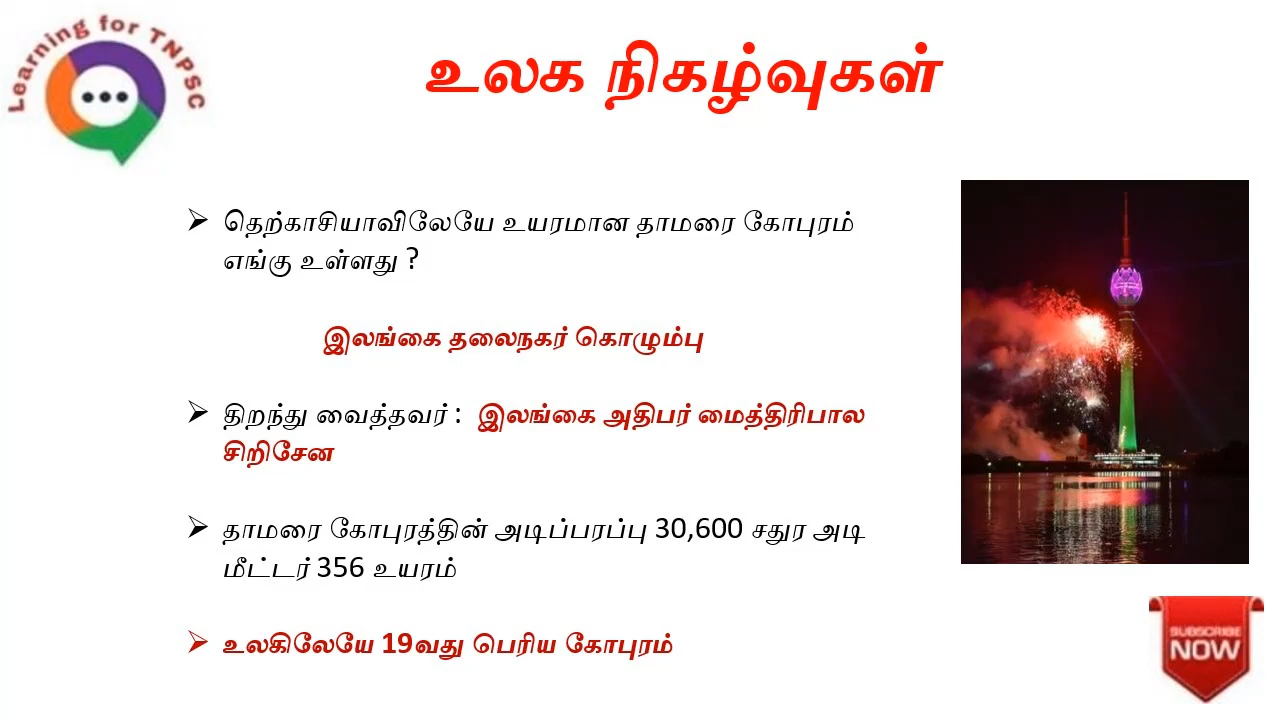 Learning for TNPSC
உலக நிகழ்வுகள்
➢ தெற்காசியாவிலேயே உயரமான தாமரை கோபுரம்
எங்கு உள்ளது ?
இலங்கை தலைநகர் கொழும்பு
➢ திறந்து வைத்தவர் : இலங்கை அதிபர் மைத்திரிபால
சிறிசேன
➢ தாமரை கோபுரத்தின் அடிப்பரப்பு 30,600 சதுர அடி
மீட்டர் 356 உயரம்
➢ உலகிலேயே 19வது பெரிய கோபுரம்
SUBSCRIBE
NOW